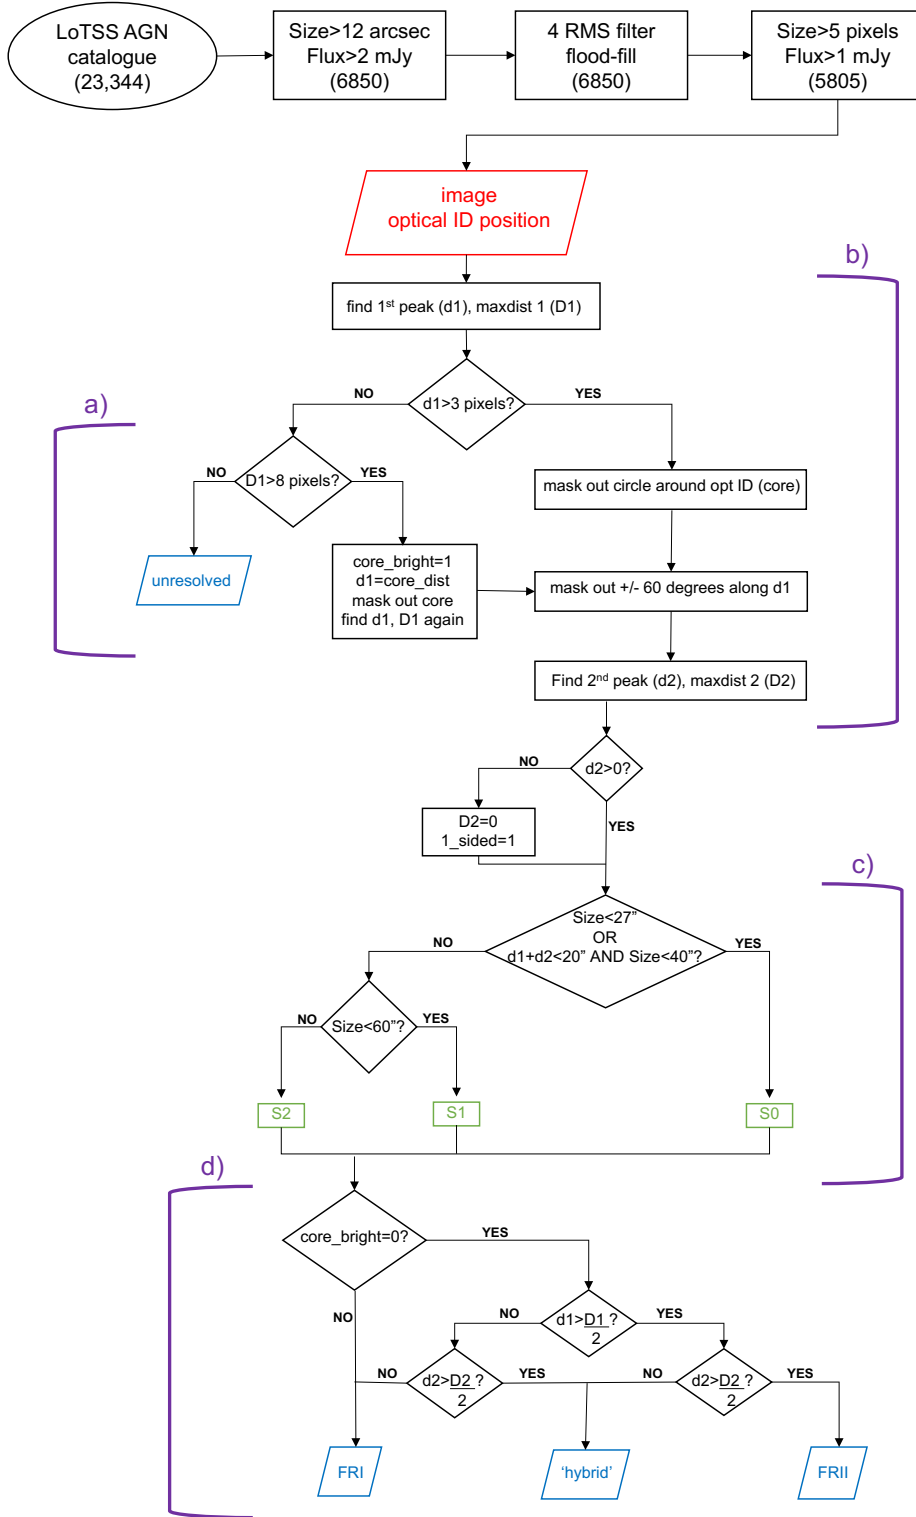 LoTSS AGN
catalogue
(23,344)
Size>12 arcsec
Flux>2 mJy
(6850)
4 RMS filter
flood-fill
(6850)
Size>5 pixels
Flux>1 mJy
(5805)
image
optical ID position
b)
find 1st peak (d1), maxdist 1 (D1)
d1>3 pixels?
NO
YES
a)
D1>8 pixels?
NO
YES
mask out circle around opt ID (core)
unresolved
core_bright=1
d1=core_dist
mask out core
find d1, D1 again
mask out +/- 60 degrees along d1
Find 2nd peak (d2), maxdist 2 (D2)
d2>0?
NO
YES
D2=0
1_sided=1
c)
Size<27”
OR
d1+d2<20” AND Size<40”?
NO
YES
Size<60”?
NO
YES
S2
S1
S0
d)
core_bright=0?
YES
NO
d1>D1 ?
2
NO
YES
d2>D2 ?
2
NO
YES
d2>D2 ?
2
NO
YES
FRI
‘hybrid’
FRII